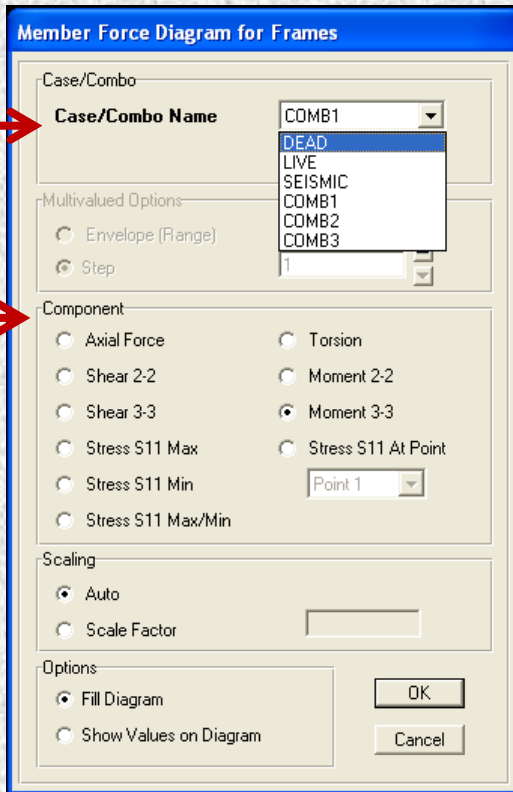 Member Force Diagram for Frames
Case/Combo
Case/Combo Name
COMB1
DEAD
LIVE
SEISMIC
COMB1
COMB2
COMB3
Multivalued Options
Envelope (Range)
Step
1
Component
Axial Force
Torsion
Shear 2-2
Moment 2-2
Shear 3-3
Moment 3-3
Stress S11 Max
Stress S11 At Point
Stress S11 Min
Point 1
Stress S11 Max/Min
Scaling
Auto
Scale Factor
Options
Fill Diagram
OK
Show Values on Diagram
Cancel